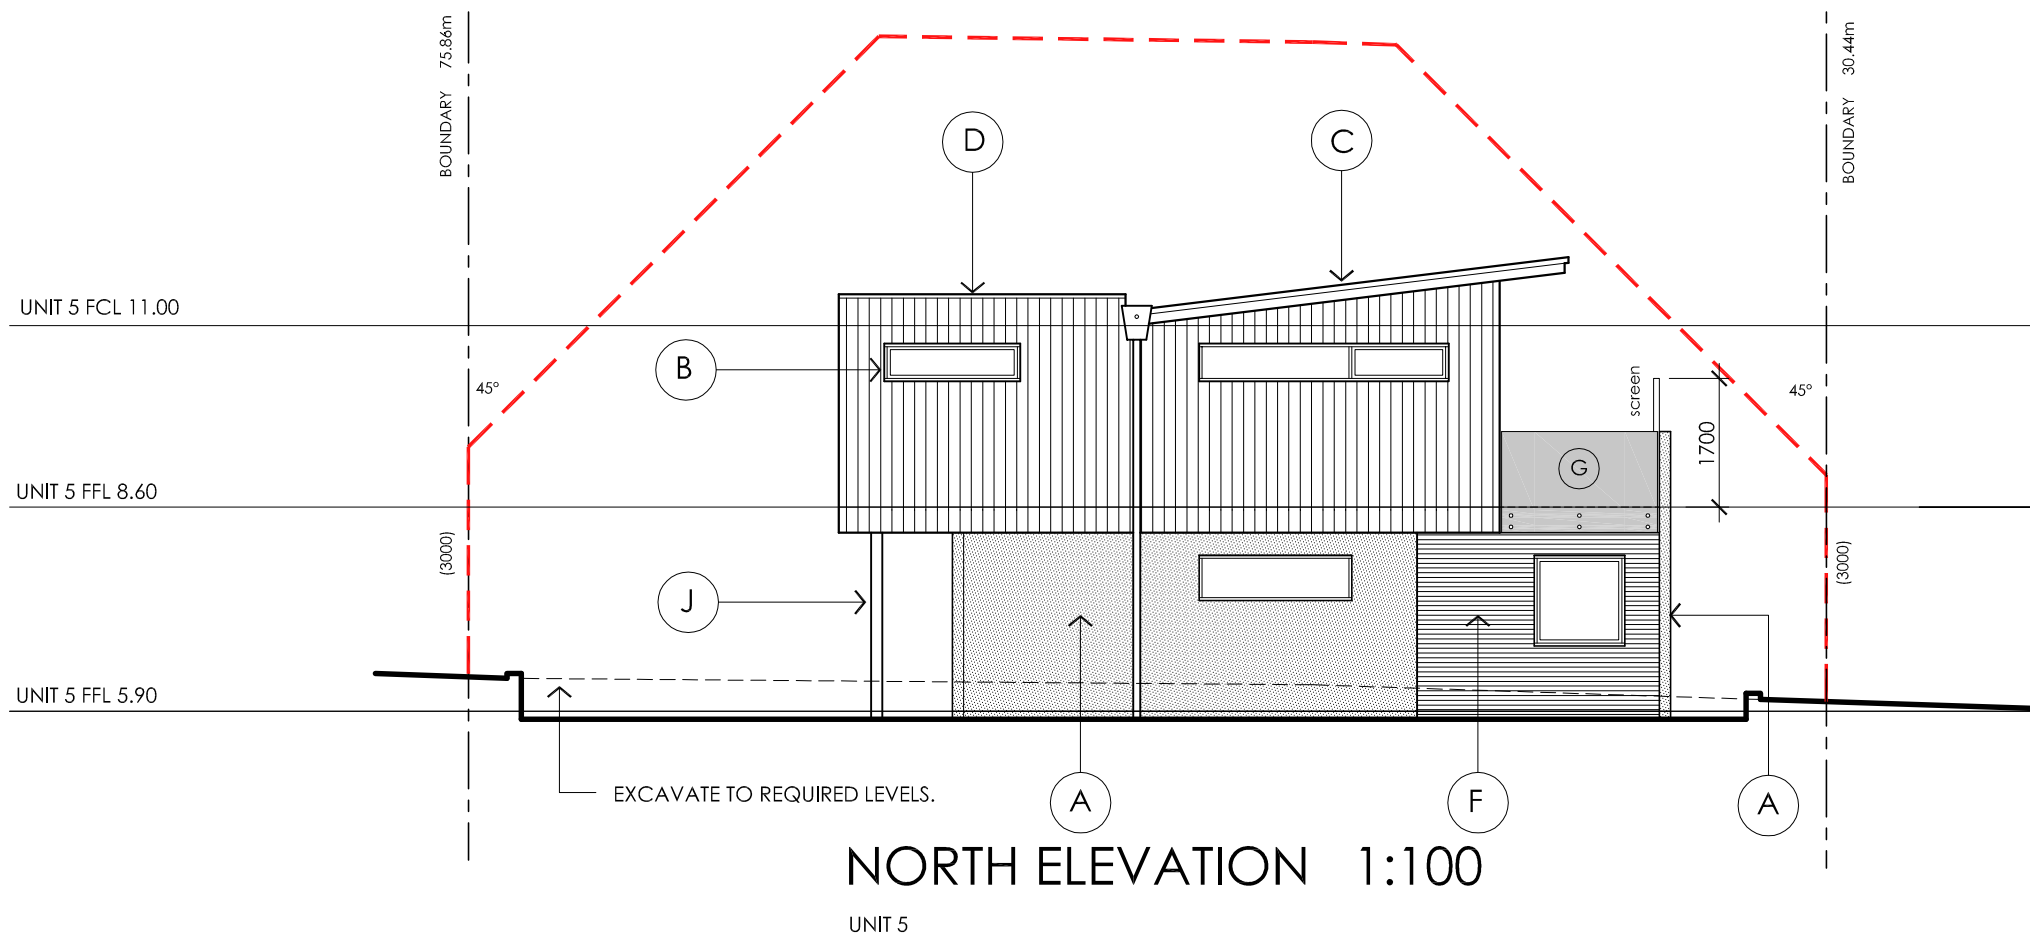 BOUNDARY 75.86m
BOUNDARY 30.44m
D
C
UNIT 5 FCL 11.00
B
45°
45°
screen
1700
G
UNIT 5 FFL 8.60
(3000)
(3000)
J
UNIT 5 FFL 5.90
EXCAVATE TO REQUIRED LEVELS.
A
F
A
NORTH ELEVATION 1:100
UNIT 5